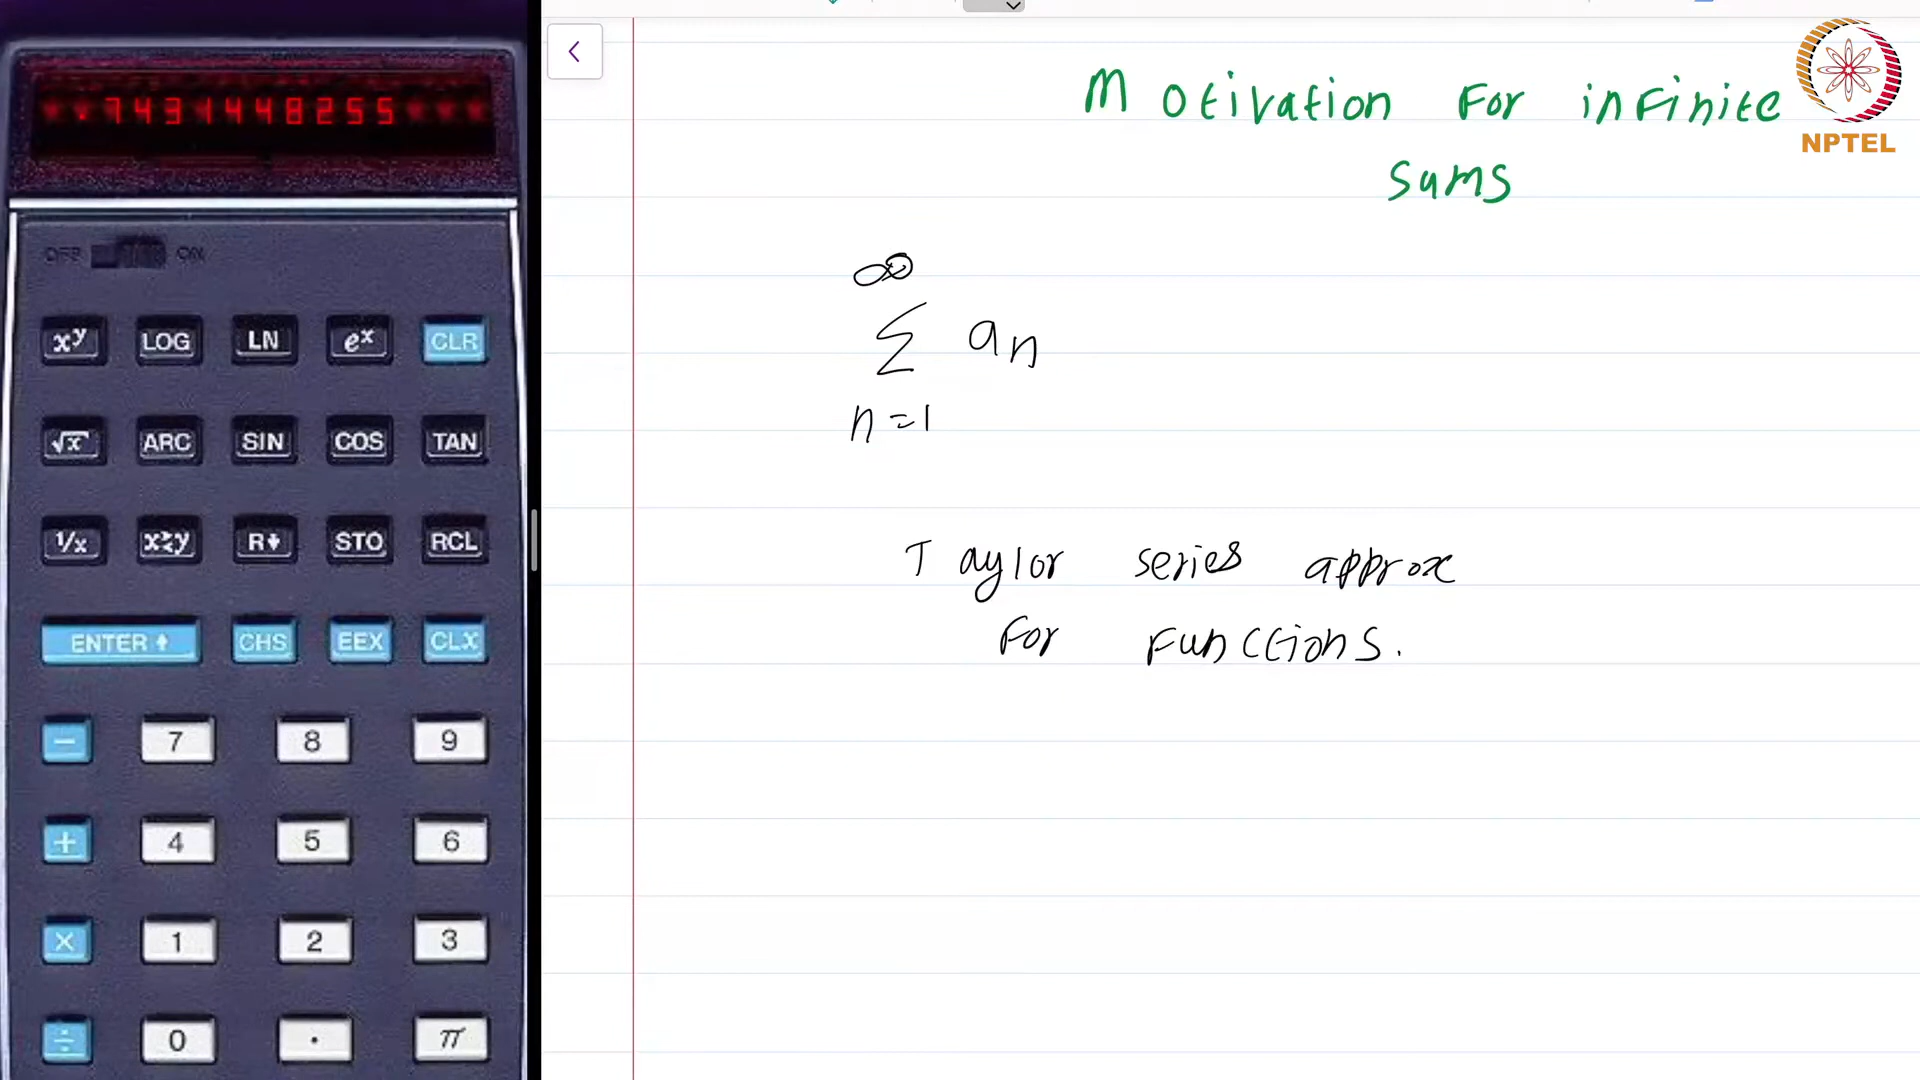 .7431448255
OFF ON
xʸ LOG LN eˣ CLR
√x ARC SIN COS TAN
1/x x≷y R↓ STO RCL
ENTER↑ CHS EEX CLX
− 7 8 9
+ 4 5 6
× 1 2 3
÷ 0 . π
Motivation For infinite
sums
NPTEL
∞
∑ aₙ
n=1
Taylor series approx
For Functions.